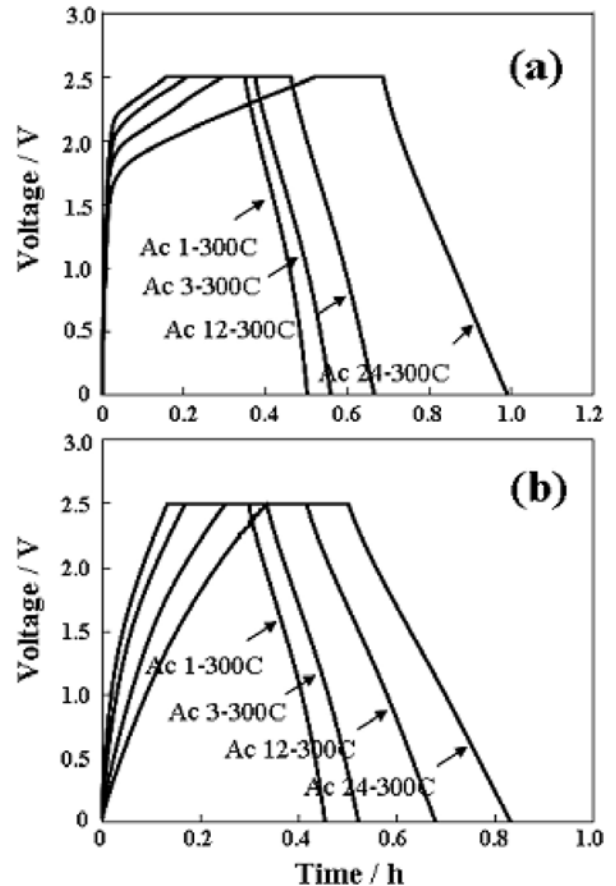 3.0
(a)
2.5
2.0
Voltage / V
1.5
Ac 1-300C
1.0
Ac 3-300C
Ac 12-300C
0.5
Ac 24-300C
0
0 0.2 0.4 0.6 0.8 1.0 1.2
3.0
(b)
2.5
2.0
Voltage / V
1.5
Ac 1-300C
1.0
Ac 3-300C
Ac 12-300C
0.5
Ac 24-300C
0
0 0.2 0.4 0.6 0.8 1.0
Time / h